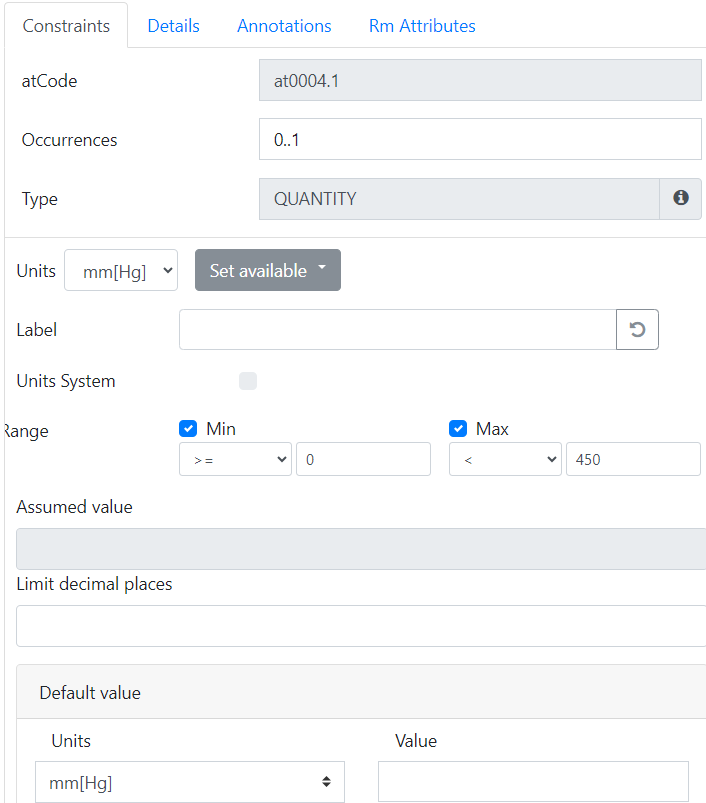 Constraints Details Annotations Rm Attributes
atCode at0004.1
Occurrences 0..1
Type QUANTITY
Units mm[Hg] Set available
Label
Units System
Range Min Max
>= 0 < 450
Assumed value
Limit decimal places
Default value
Units Value
mm[Hg]